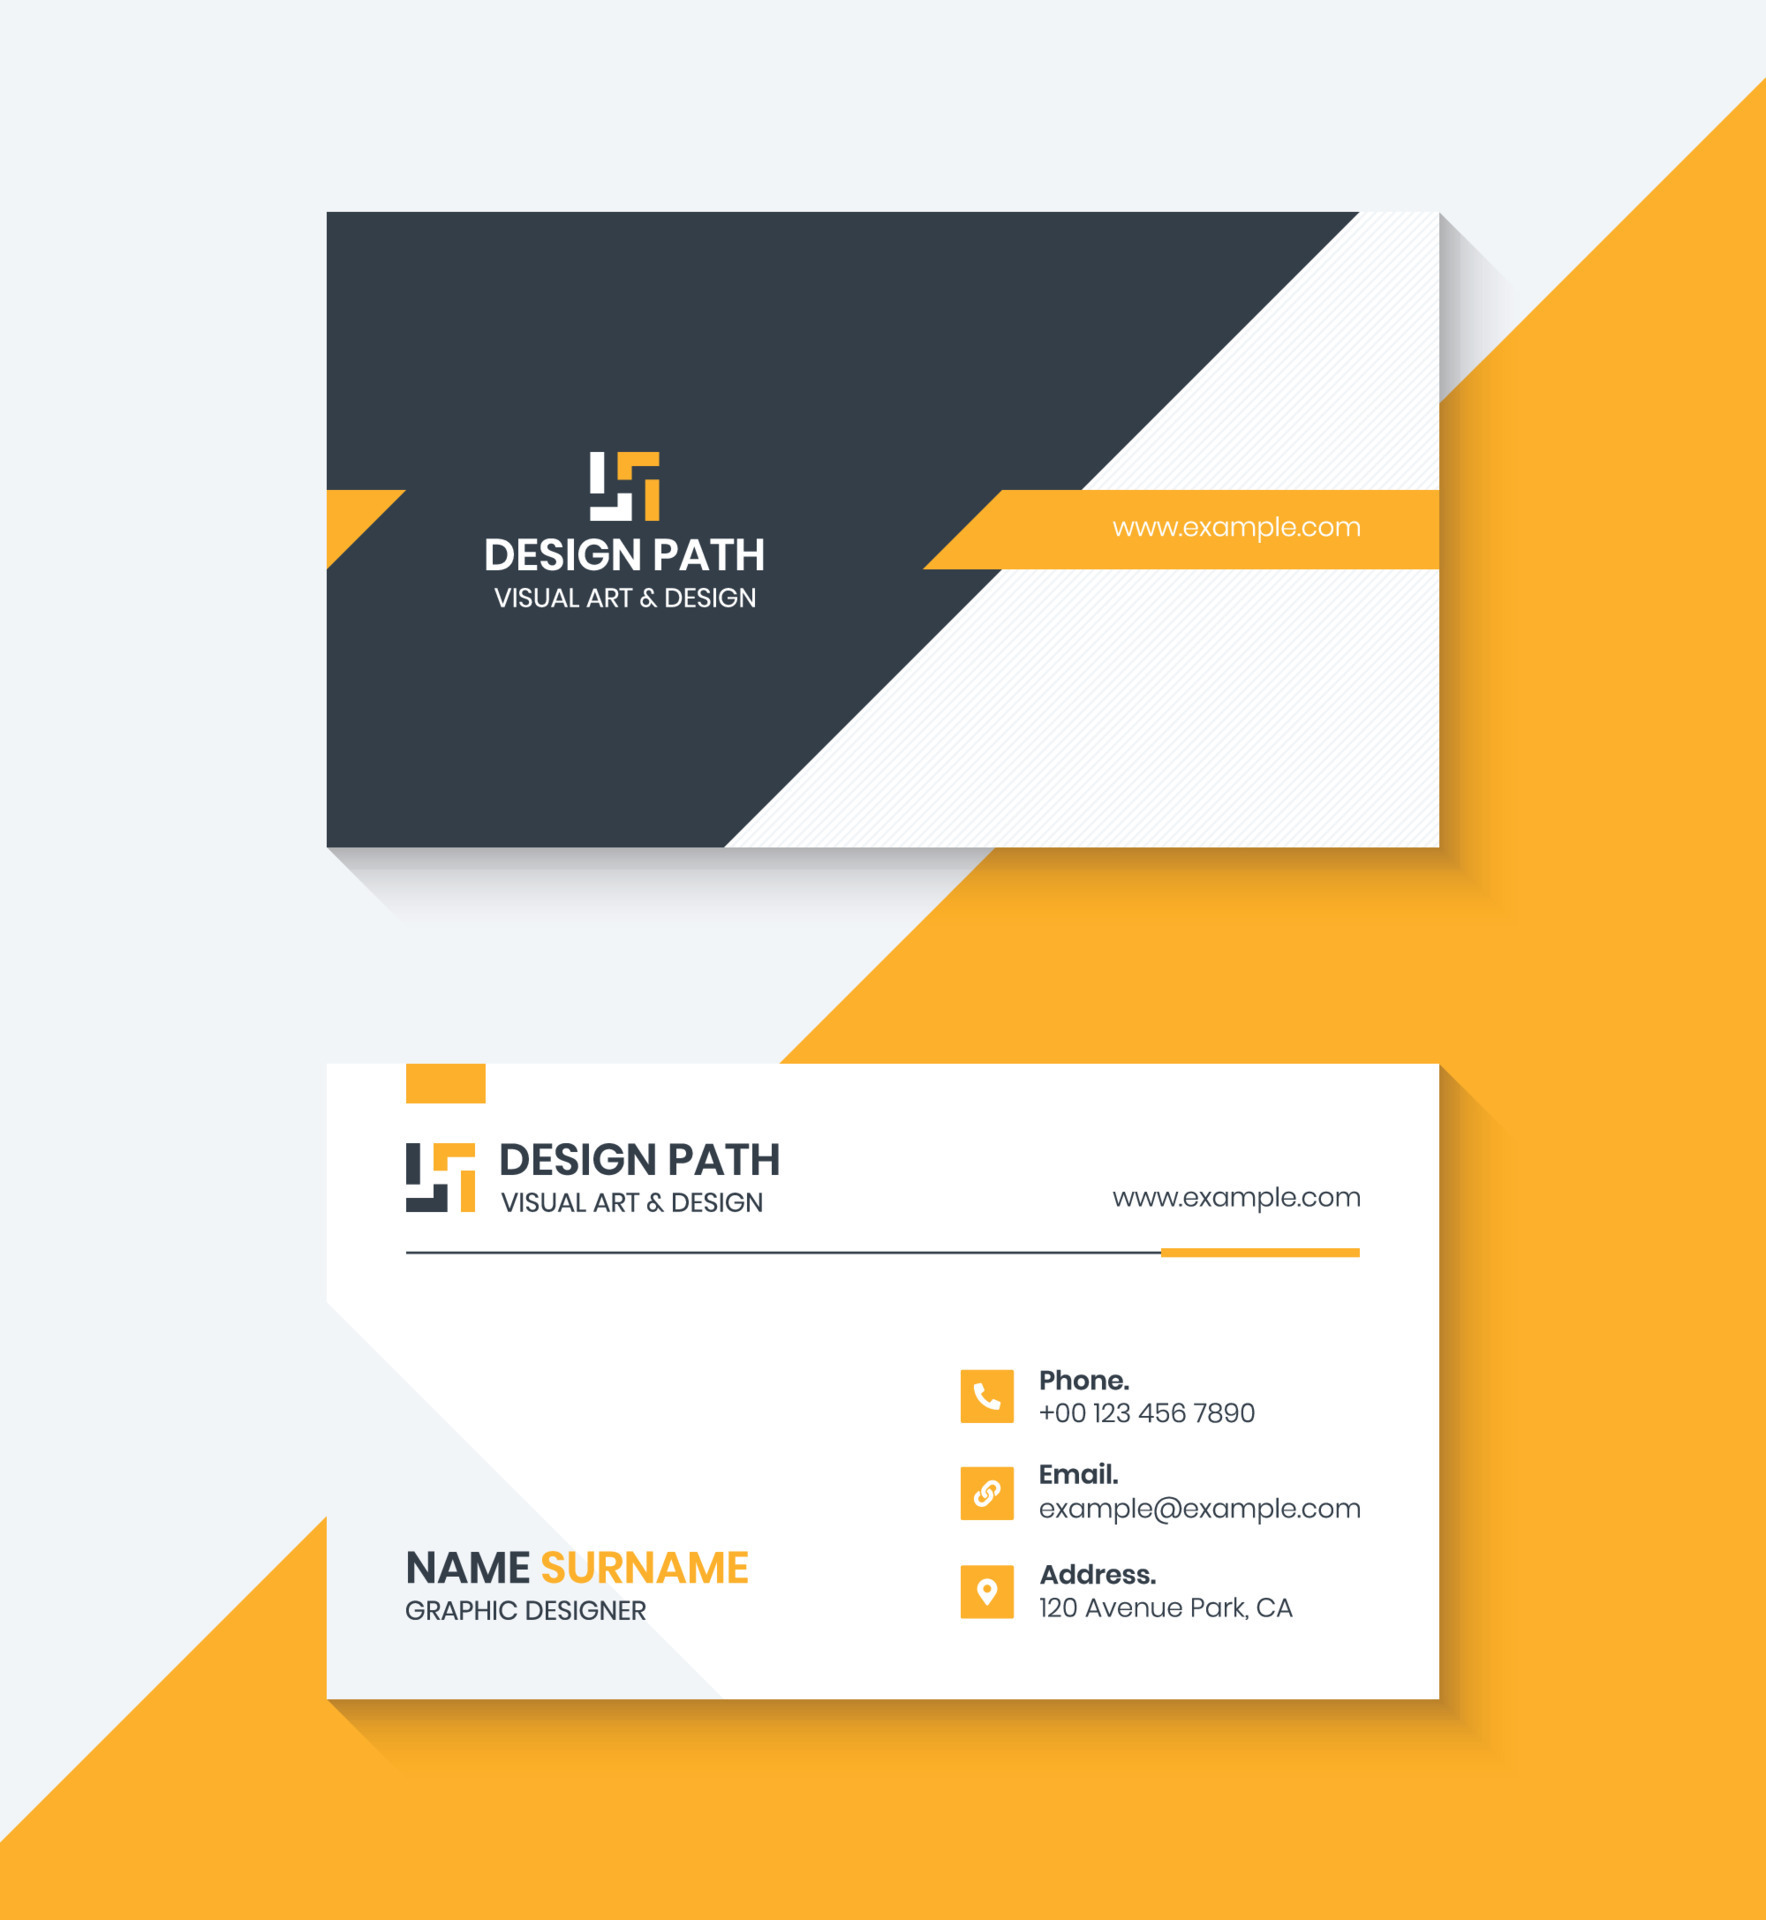 DESIGN PATH
VISUAL ART & DESIGN
www.example.com
DESIGN PATH
VISUAL ART & DESIGN
www.example.com
Phone.
+00 123 456 7890
Email.
example@example.com
Address.
120 Avenue Park, CA
NAME SURNAME
GRAPHIC DESIGNER